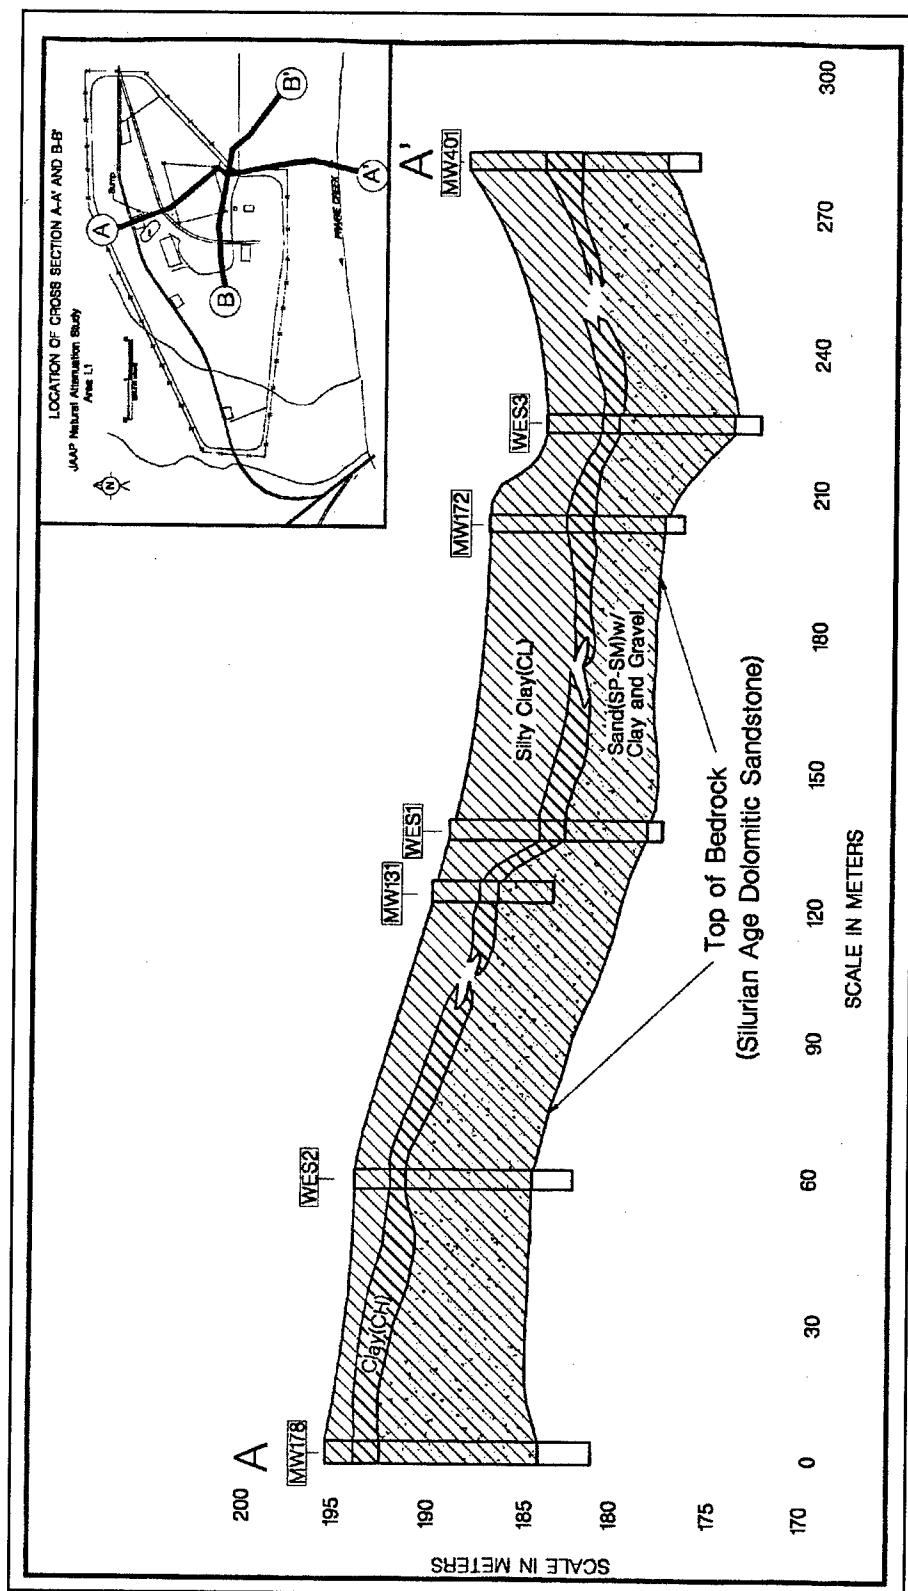 LOCATION OF CROSS SECTION A-A' AND B-B'
JAAP Natural Attenuation Study
Area L1
N
A
B
B'
A'
PRAIRIE CREEK
A
A'
MW178
WES2
MW131
WES1
MW172
WES3
MW401
Clay(CH)
Silty Clay(CL)
Sand(SP-SM)w/
Clay and Gravel
Top of Bedrock
(Silurian Age Dolomitic Sandstone)
200
195
190
185
180
175
170
SCALE IN METERS
0
30
60
90
120
150
180
210
240
270
300
SCALE IN METERS